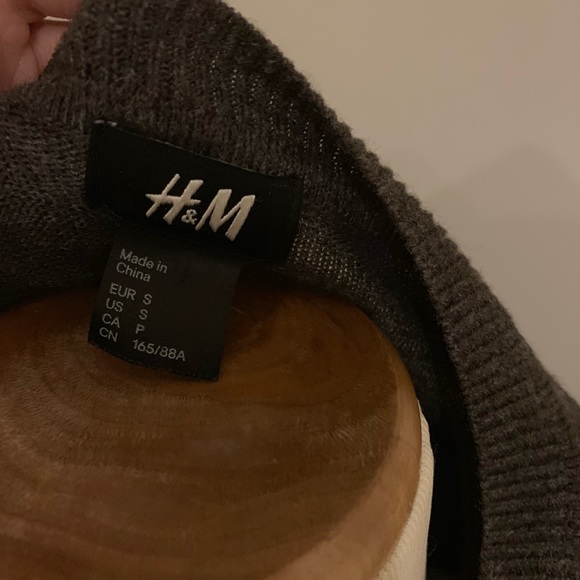 H&M
Made in
China
EUR S
US S
CA P
CN 165/88A